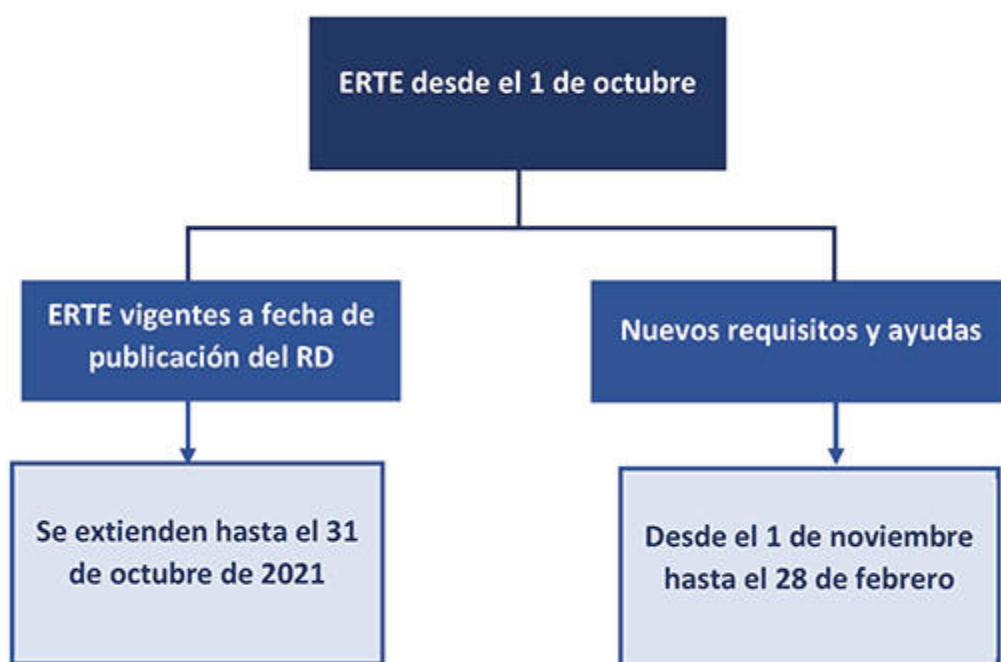 ERTE desde el 1 de octubre
ERTE vigentes a fecha de
publicación del RD
Nuevos requisitos y ayudas
Se extienden hasta el 31
de octubre de 2021
Desde el 1 de noviembre
hasta el 28 de febrero